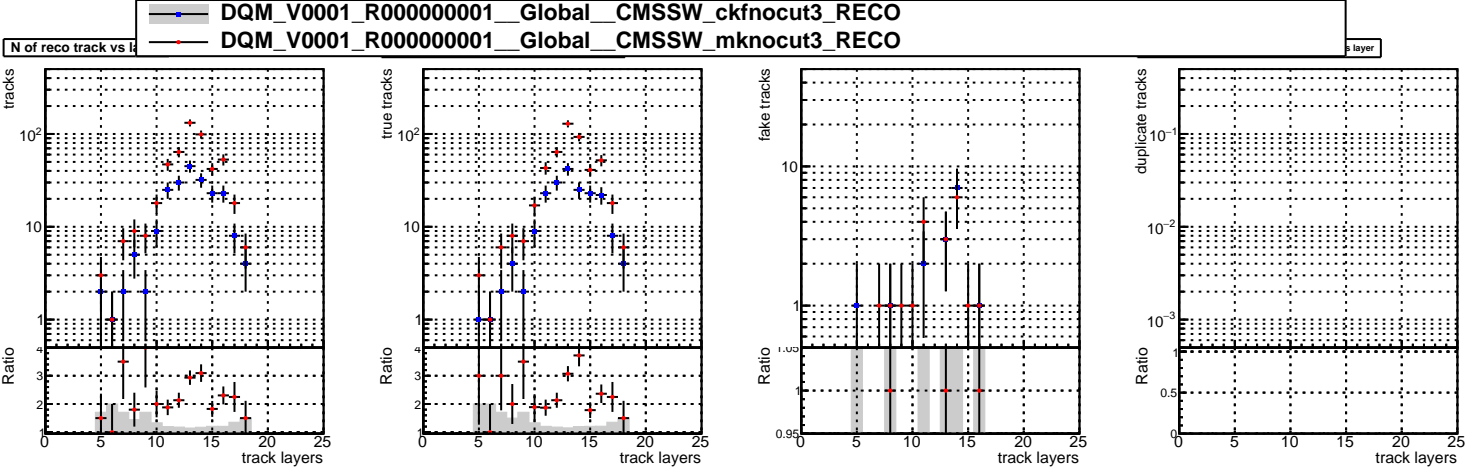 DQM_V0001_R000000001__Global__CMSSW_ckfnocut3_RECO
DQM_V0001_R000000001__Global__CMSSW_mknocut3_RECO
N of reco track vs
s layer
tracks
10²
10
1
Ratio
4
3
2
1
0 5 10 15 20 25
track layers
true tracks
10²
10
1
Ratio
4
3
2
1
0 5 10 15 20 25
track layers
fake tracks
10
1
Ratio
1.05
1
0.95
0 5 10 15 20 25
track layers
duplicate tracks
10⁻¹
10⁻²
10⁻³
Ratio
1
0.5
0
0 5 10 15 20 25
track layers